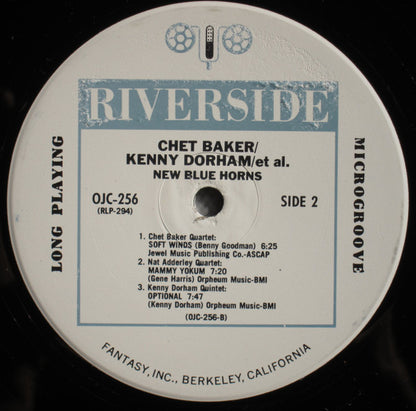 RIVERSIDE
CHET BAKER/
KENNY DORHAM/et al.
NEW BLUE HORNS
LONG PLAYING
MICROGROOVE
OJC-256
(RLP-294)
SIDE 2
1. Chet Baker Quartet:
SOFT WINDS (Benny Goodman) 6:25
Jewel Music Publishing Co.-ASCAP
2. Nat Adderley Quartet:
MAMMY YOKUM 7:20
(Gene Harris) Orpheum Music-BMI
3. Kenny Dorham Quintet:
OPTIONAL 7:47
(Kenny Dorham) Orpheum Music-BMI
(OJC-256-B)
FANTASY, INC., BERKELEY, CALIFORNIA